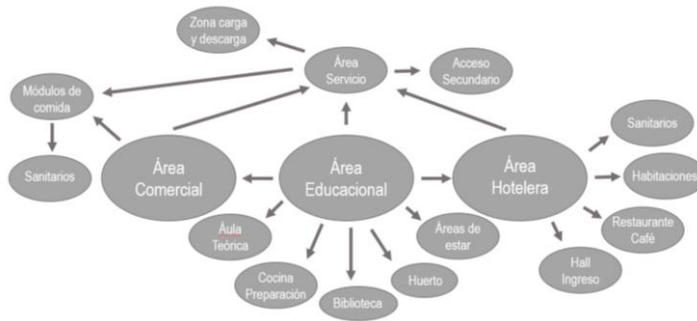 Zona carga
y descarga
Área
Servicio
Acceso
Secundario
Módulos de
comida
Sanitarios
Sanitarios
Área
Comercial
Área
Educacional
Área
Hotelera
Habitaciones
Áula
Teórica
Áreas de
estar
Restaurante
Café
Cocina
Preparación
Biblioteca
Huerto
Hall
Ingreso